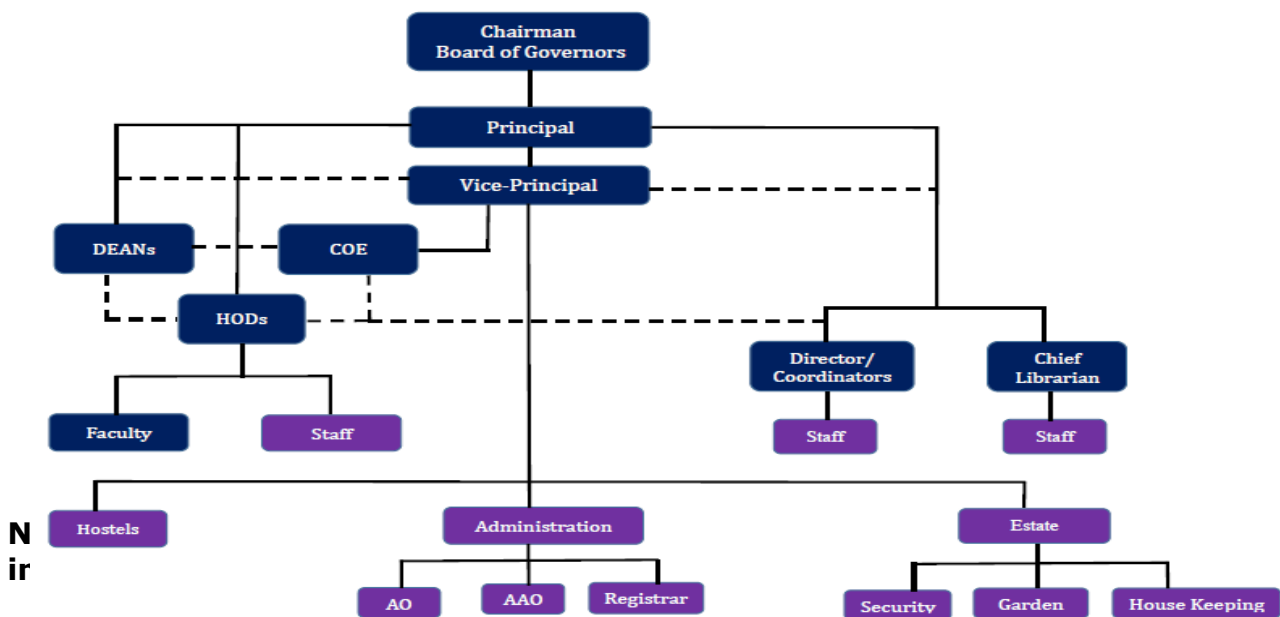 Chairman
Board of Governors
Principal
Vice-Principal
DEANs
COE
HODs
Director/
Coordinators
Chief
Librarian
Faculty
Staff
Staff
Staff
Hostels
Administration
Estate
N
AO
AAO
Registrar
Security
Garden
House Keeping